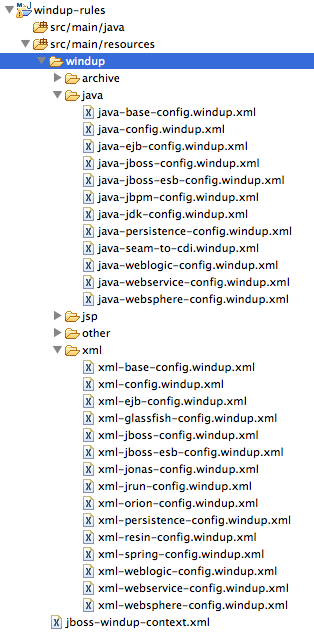 windup-rules
src/main/java
src/main/resources
windup
archive
java
java-base-config.windup.xml
java-config.windup.xml
java-ejb-config.windup.xml
java-jboss-config.windup.xml
java-jboss-esb-config.windup.xml
java-jbpm-config.windup.xml
java-jdk-config.windup.xml
java-persistence-config.windup.xml
java-seam-to-cdi.windup.xml
java-weblogic-config.windup.xml
java-webservice-config.windup.xml
java-websphere-config.windup.xml
jsp
other
xml
xml-base-config.windup.xml
xml-config.windup.xml
xml-ejb-config.windup.xml
xml-glassfish-config.windup.xml
xml-jboss-config.windup.xml
xml-jboss-esb-config.windup.xml
xml-jonas-config.windup.xml
xml-jrun-config.windup.xml
xml-orion-config.windup.xml
xml-persistence-config.windup.xml
xml-resin-config.windup.xml
xml-spring-config.windup.xml
xml-weblogic-config.windup.xml
xml-webservice-config.windup.xml
xml-websphere-config.windup.xml
jboss-windup-context.xml